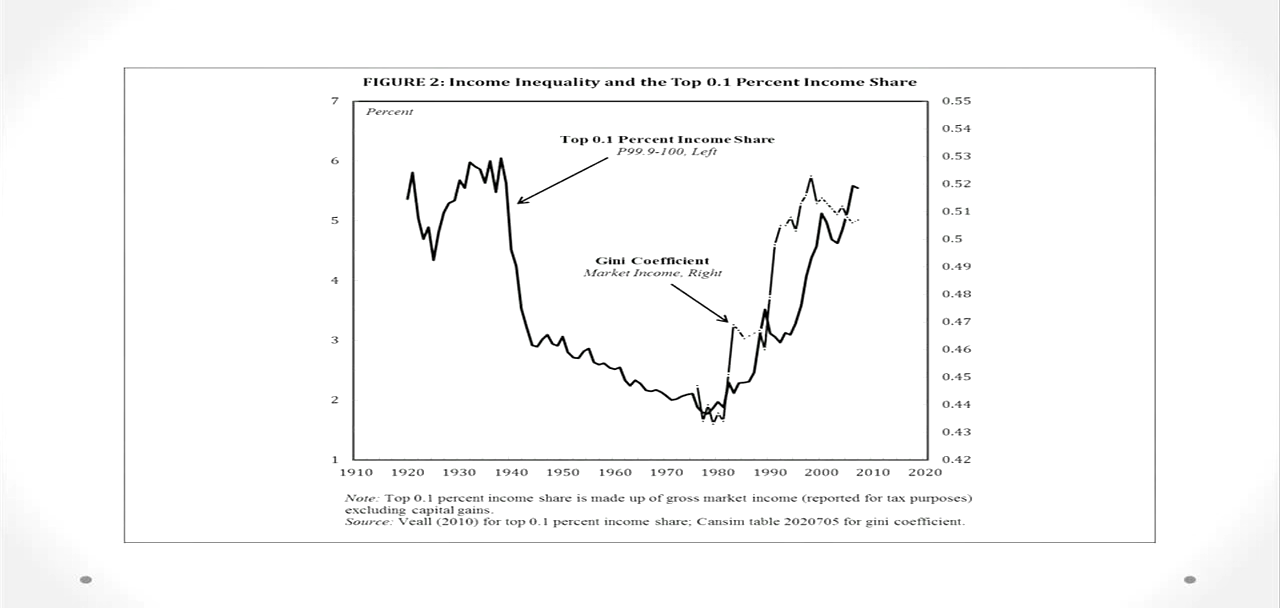 FIGURE 2: Income Inequality and the Top 0.1 Percent Income Share
7
0.55
Percent
0.54
Top 0.1 Percent Income Share
P99.9-100, Left
6
0.53
0.52
0.51
5
0.5
Gini Coefficient
Market Income, Right
0.49
4
0.48
0.47
3
0.46
0.45
2
0.44
0.43
1
0.42
1910 1920 1930 1940 1950 1960 1970 1980 1990 2000 2010 2020
Note: Top 0.1 percent income share is made up of gross market income (reported for tax purposes)
excluding capital gains.
Source: Veall (2010) for top 0.1 percent income share; Cansim table 2020705 for gini coefficient.